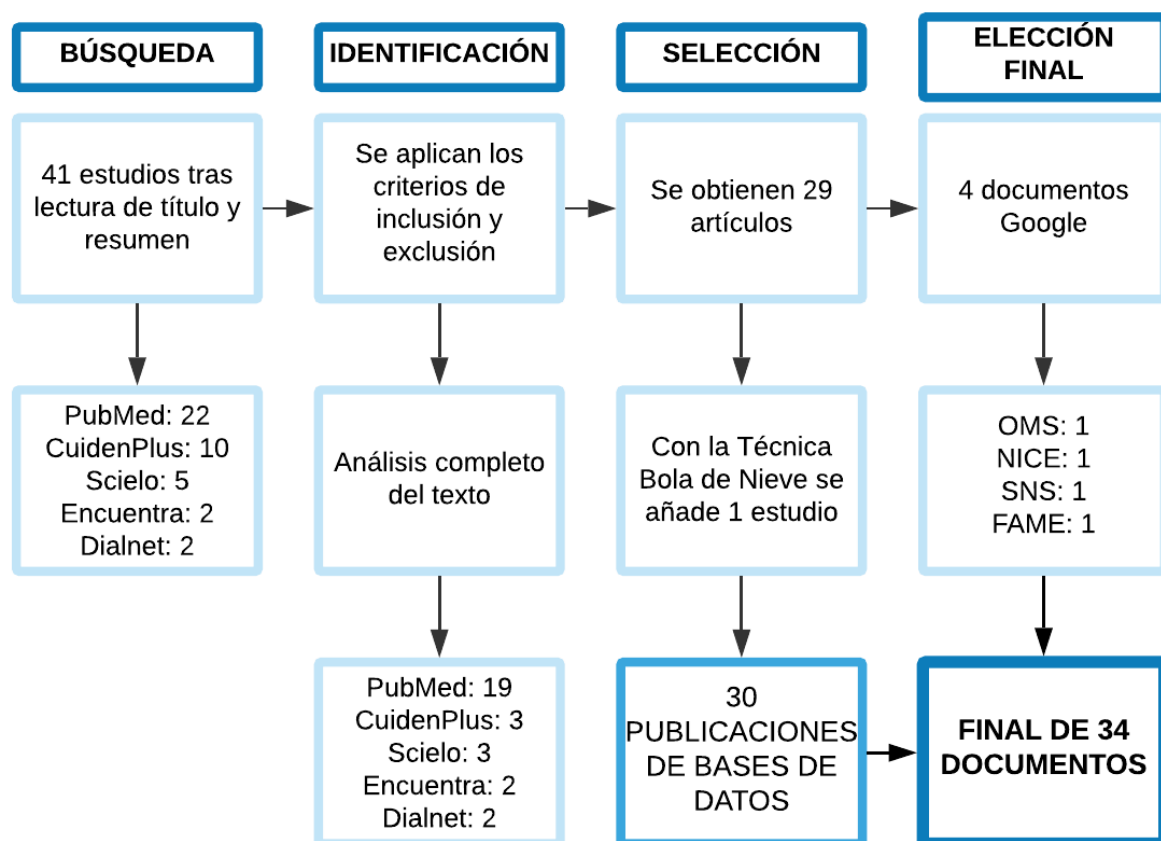 BÚSQUEDA
IDENTIFICACIÓN
SELECCIÓN
ELECCIÓN
FINAL
41 estudios tras
lectura de título y
resumen
Se aplican los
criterios de
inclusión y
exclusión
Se obtienen 29
artículos
4 documentos
Google
PubMed: 22
CuidenPlus: 10
Scielo: 5
Encuentra: 2
Dialnet: 2
Análisis completo
del texto
Con la Técnica
Bola de Nieve se
añade 1 estudio
OMS: 1
NICE: 1
SNS: 1
FAME: 1
PubMed: 19
CuidenPlus: 3
Scielo: 3
Encuentra: 2
Dialnet: 2
30
PUBLICACIONES
DE BASES DE
DATOS
FINAL DE 34
DOCUMENTOS